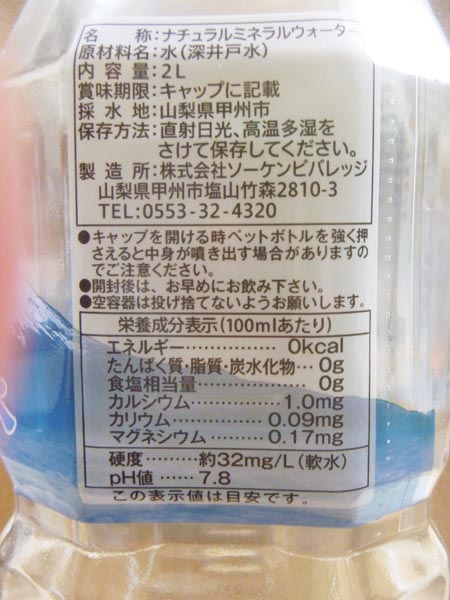 名 称:ナチュラルミネラルウォーター
原材料名:水(深井戸水)
内 容 量:2L
賞味期限:キャップに記載
採 水 地:山梨県甲州市
保存方法:直射日光、高温多湿を
さけて保存してください。
製 造 所:株式会社ソーケンビバレッジ
山梨県甲州市塩山竹森2810-3
TEL:0553-32-4320
●キャップを開ける時ペットボトルを強く押
さえると中身が噴き出す場合がありますの
でご注意ください。
●開封後は、お早めにお飲み下さい。
●空容器は投げ捨てないようお願いします。
栄養成分表示(100mlあたり)
エネルギー……………0kcal
たんぱく質・脂質・炭水化物…0g
食塩相当量……………0g
カルシウム…………1.0mg
カリウム…………0.09mg
マグネシウム………0.17mg
硬度………約32mg/L(軟水)
pH値……7.8
この表示値は目安です。